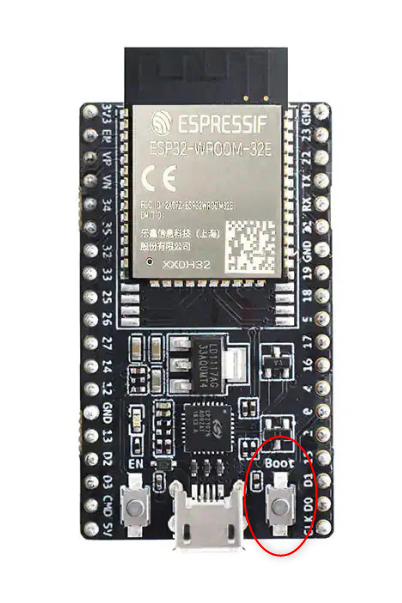 ESPRESSIF
ESP32-WROOM-32E
CE
乐鑫信息科技（上海）
股份有限公司
XX0H32
3V3
EN
VP
VN
34
35
32
33
25
26
27
14
12
GND
13
D2
D3
CMD
5V
GND
23
22
TX
RX
21
GND
19
18
5
17
16
4
0
2
15
D1
D0
CLK
LD1117AG
EN
Boot